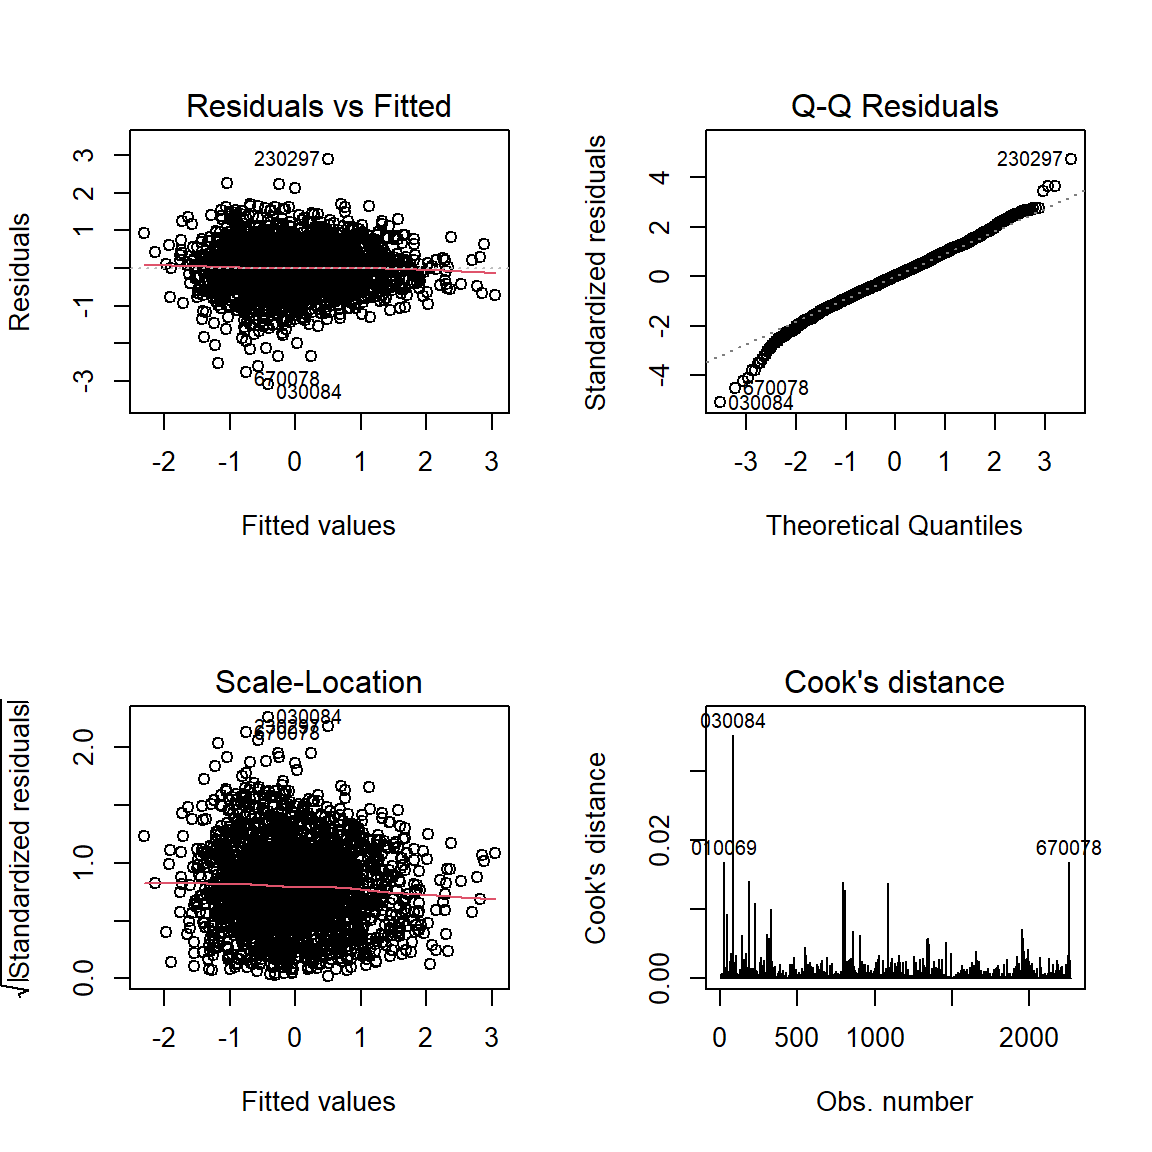 Residuals vs Fitted
Residuals
3
2
1
-1
-3
230297
670078
030084
-2 -1 0 1 2 3
Fitted values
Q-Q Residuals
Standardized residuals
4
2
0
-2
-4
230297
670078
030084
-3 -2 -1 0 1 2 3
Theoretical Quantiles
Scale-Location
√|Standardized residuals|
2.0
1.0
0.0
030084
230297
670078
-2 -1 0 1 2 3
Fitted values
Cook's distance
Cook's distance
0.02
0.00
030084
010069
670078
0 500 1000 2000
Obs. number